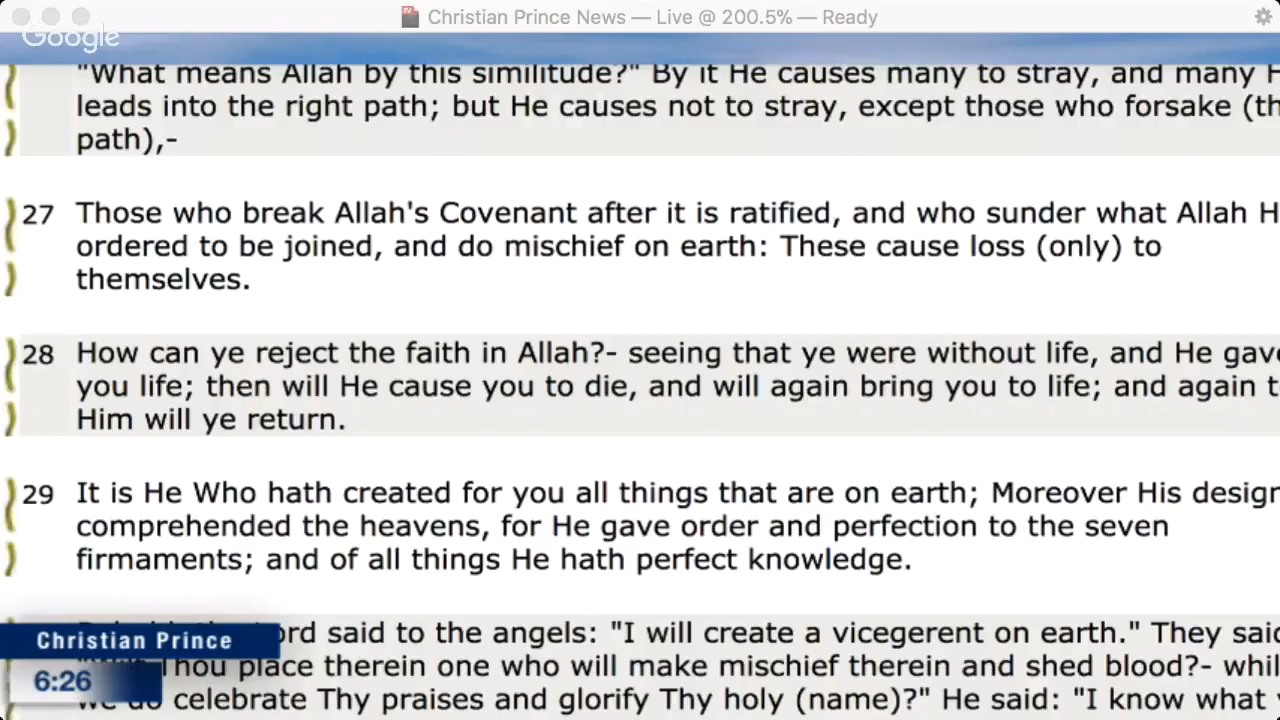 Christian Prince News — Live @ 200.5% — Ready
Google
"What means Allah by this similitude?" By it He causes many to stray, and many
leads into the right path; but He causes not to stray, except those who forsake
path),-
27 Those who break Allah's Covenant after it is ratified, and who sunder what Allah
ordered to be joined, and do mischief on earth: These cause loss (only) to
themselves.
28 How can ye reject the faith in Allah?- seeing that ye were without life, and He gave
you life; then will He cause you to die, and will again bring you to life; and again
Him will ye return.
29 It is He Who hath created for you all things that are on earth; Moreover His design
comprehended the heavens, for He gave order and perfection to the seven
firmaments; and of all things He hath perfect knowledge.
said to the angels: "I will create a vicegerent on earth." They
Christian Prince
Thou place therein one who will make mischief therein and shed blood?-
6:26
celebrate Thy praises and glorify Thy holy (name)?" He said: "I know what